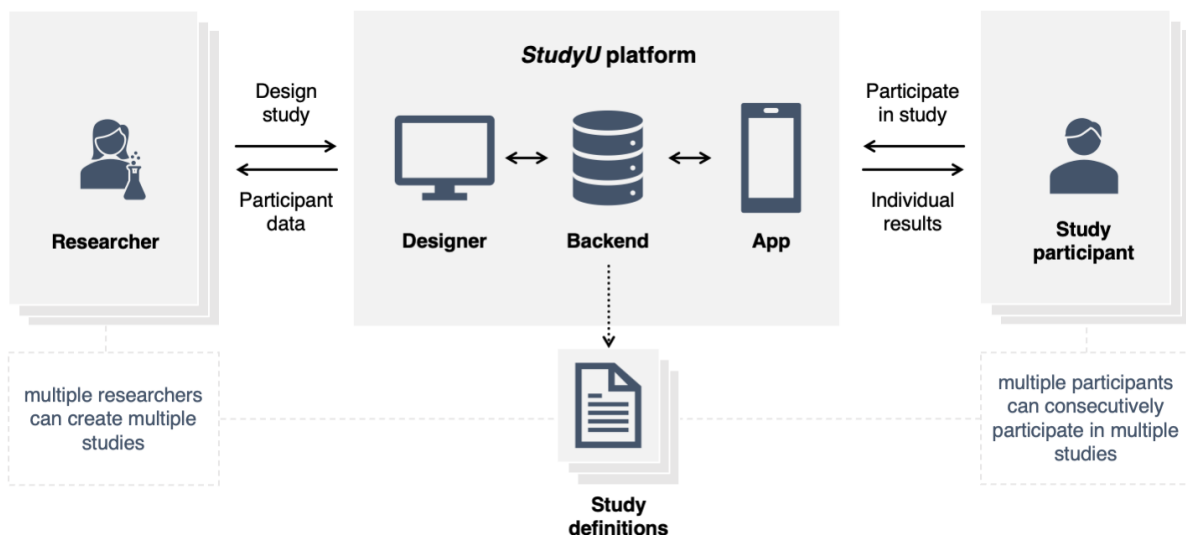 StudyU platform
Design
study
Participant
data
Researcher
Designer
Backend
App
Participate
in study
Individual
results
Study
participant
multiple researchers
can create multiple
studies
multiple participants
can consecutively
participate in multiple
studies
Study
definitions